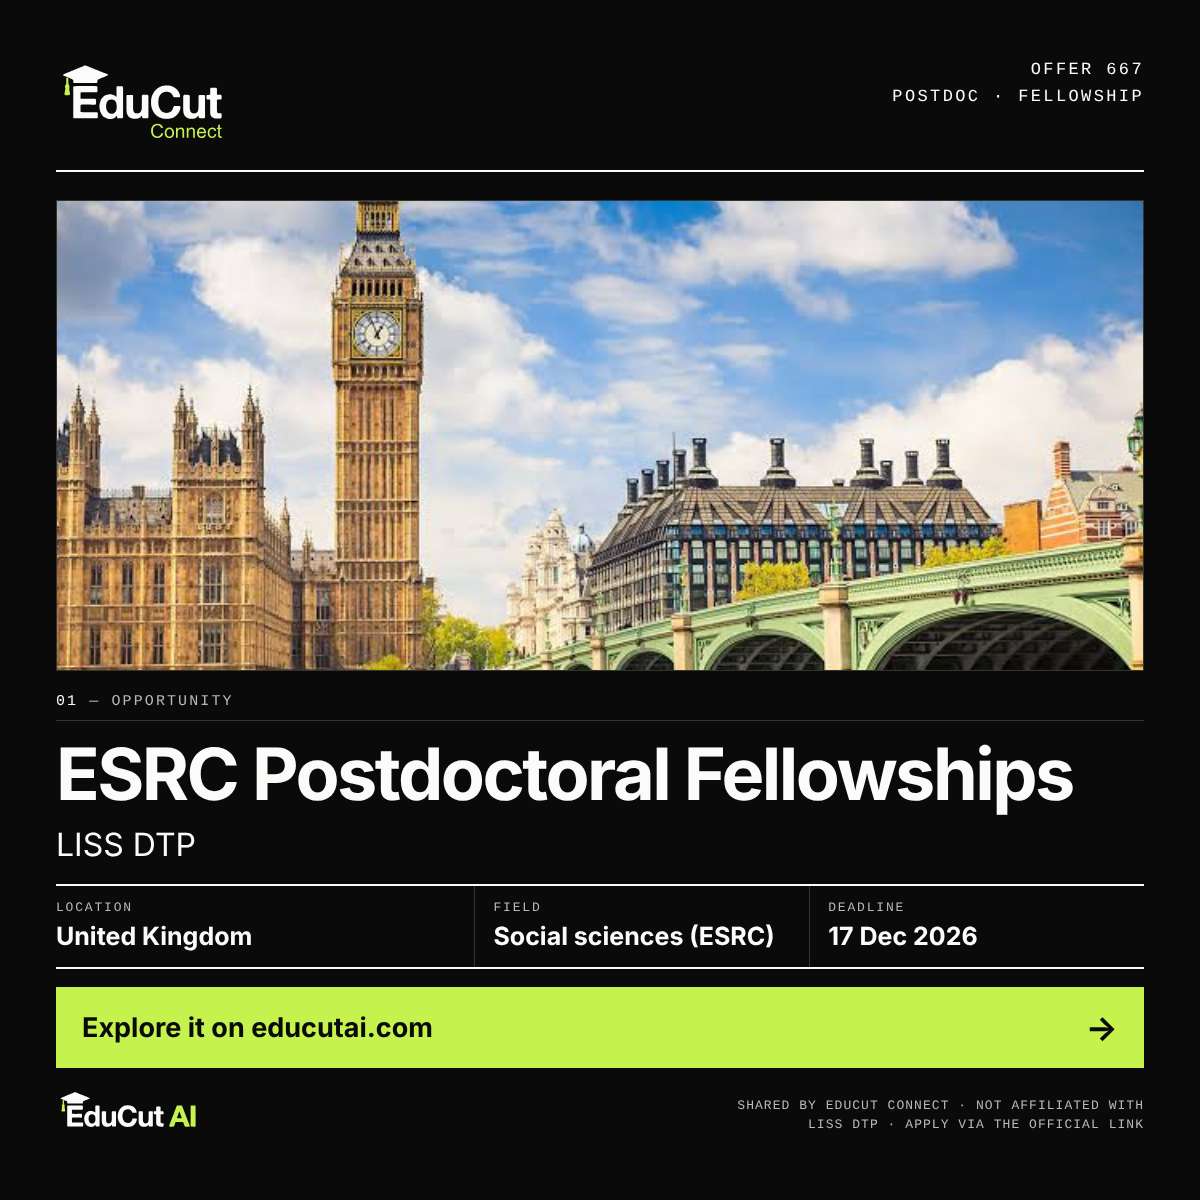 EduCut
Connect
OFFER 667
POSTDOC · FELLOWSHIP
01 — OPPORTUNITY
ESRC Postdoctoral Fellowships
LISS DTP
LOCATION
United Kingdom
FIELD
Social sciences (ESRC)
DEADLINE
17 Dec 2026
Explore it on educutai.com →
EduCut AI
SHARED BY EDUCUT CONNECT · NOT AFFILIATED WITH
LISS DTP · APPLY VIA THE OFFICIAL LINK